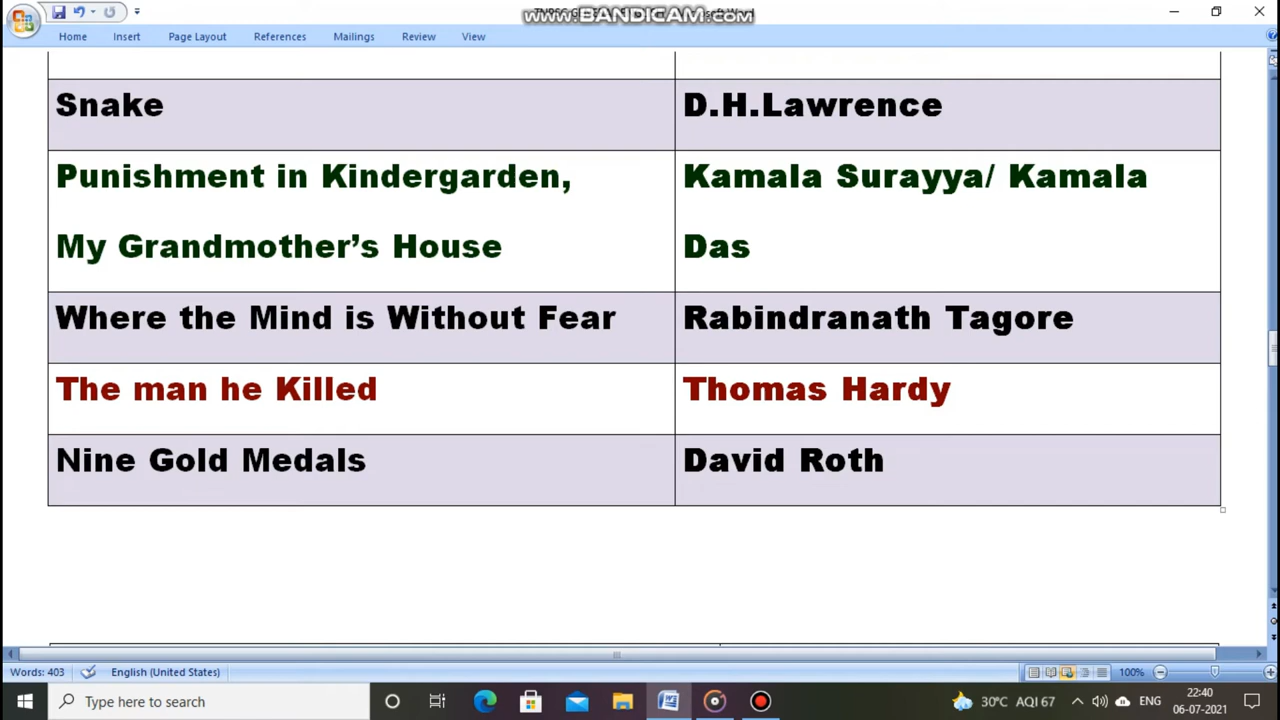 www.BANDICAM.com
Home Insert Page Layout References Mailings Review View
Snake D.H.Lawrence
Punishment in Kindergarden, Kamala Surayya/ Kamala
My Grandmother's House Das
Where the Mind is Without Fear Rabindranath Tagore
The man he Killed Thomas Hardy
Nine Gold Medals David Roth
Words: 403 English (United States) 100%
Type here to search 30°C AQI 67 ENG 22:40
06-07-2021